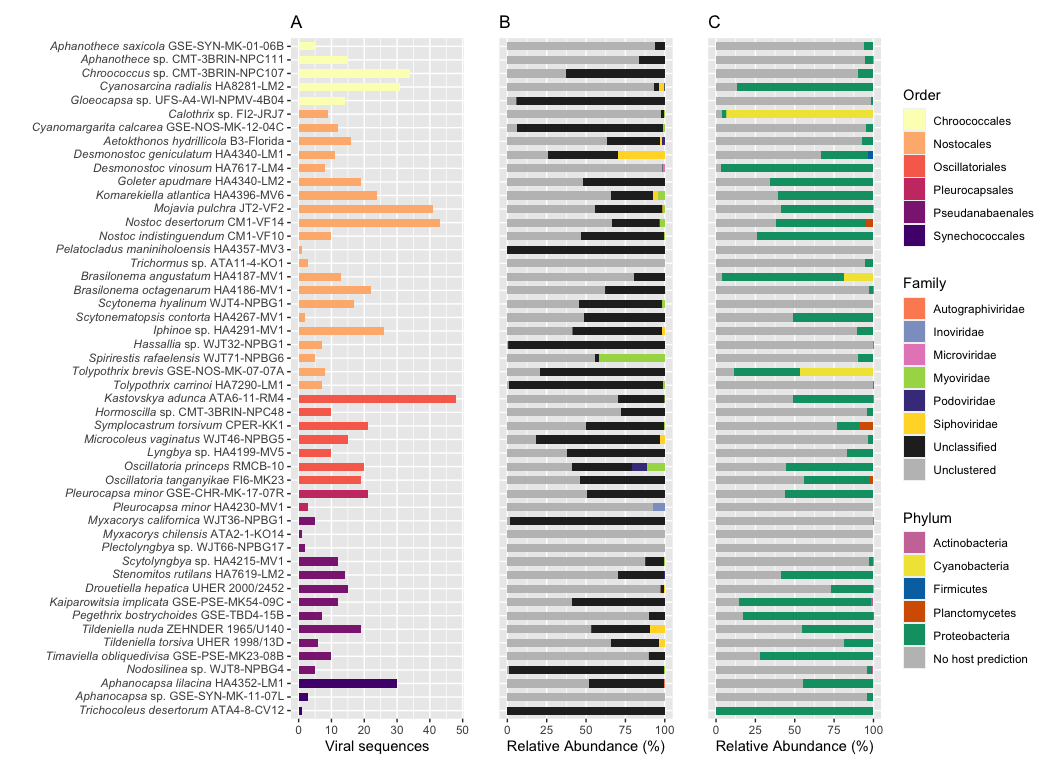 A B C
Aphanothece saxicola GSE-SYN-MK-01-06B
Aphanothece sp. CMT-3BRIN-NPC111
Chroococcus sp. CMT-3BRIN-NPC107
Cyanosarcina radialis HA8281-LM2
Gloeocapsa sp. UFS-A4-WI-NPMV-4B04
Calothrix sp. FI2-JRJ7
Cyanomargarita calcarea GSE-NOS-MK-12-04C
Aetokthonos hydrillicola B3-Florida
Desmonostoc geniculatum HA4340-LM1
Desmonostoc vinosum HA7617-LM4
Goleter apudmare HA4340-LM2
Komarekiella atlantica HA4396-MV6
Mojavia pulchra JT2-VF2
Nostoc desertorum CM1-VF14
Nostoc indistinguendum CM1-VF10
Pelatocladus maniniholoensis HA4357-MV3
Trichormus sp. ATA11-4-KO1
Brasilonema angustatum HA4187-MV1
Brasilonema octagenarum HA4186-MV1
Scytonema hyalinum WJT4-NPBG1
Scytonematopsis contorta HA4267-MV1
Iphinoe sp. HA4291-MV1
Hassallia sp. WJT32-NPBG1
Spirirestis rafaelensis WJT71-NPBG6
Tolypothrix brevis GSE-NOS-MK-07-07A
Tolypothrix carrinoi HA7290-LM1
Kastovskya adunca ATA6-11-RM4
Hormoscilla sp. CMT-3BRIN-NPC48
Symplocastrum torsivum CPER-KK1
Microcoleus vaginatus WJT46-NPBG5
Lyngbya sp. HA4199-MV5
Oscillatoria princeps RMCB-10
Oscillatoria tanganyikae FI6-MK23
Pleurocapsa minor GSE-CHR-MK-17-07R
Pleurocapsa minor HA4230-MV1
Myxacorys californica WJT36-NPBG1
Myxacorys chilensis ATA2-1-KO14
Plectolyngbya sp. WJT66-NPBG17
Scytolyngbya sp. HA4215-MV1
Stenomitos rutilans HA7619-LM2
Drouetiella hepatica UHER 2000/2452
Kaiparowitsia implicata GSE-PSE-MK54-09C
Pegethrix bostrychoides GSE-TBD4-15B
Tildeniella nuda ZEHNDER 1965/U140
Tildeniella torsiva UHER 1998/13D
Timaviella obliquedivisa GSE-PSE-MK23-08B
Nodosilinea sp. WJT8-NPBG4
Aphanocapsa lilacina HA4352-LM1
Aphanocapsa sp. GSE-SYN-MK-11-07L
Trichocoleus desertorum ATA4-8-CV12
0 10 20 30 40 50
Viral sequences
0 25 50 75 100
Relative Abundance (%)
0 25 50 75 100
Relative Abundance (%)
Order
Chroococcales
Nostocales
Oscillatoriales
Pleurocapsales
Pseudanabaenales
Synechococcales
Family
Autographiviridae
Inoviridae
Microviridae
Myoviridae
Podoviridae
Siphoviridae
Unclassified
Unclustered
Phylum
Actinobacteria
Cyanobacteria
Firmicutes
Planctomycetes
Proteobacteria
No host prediction